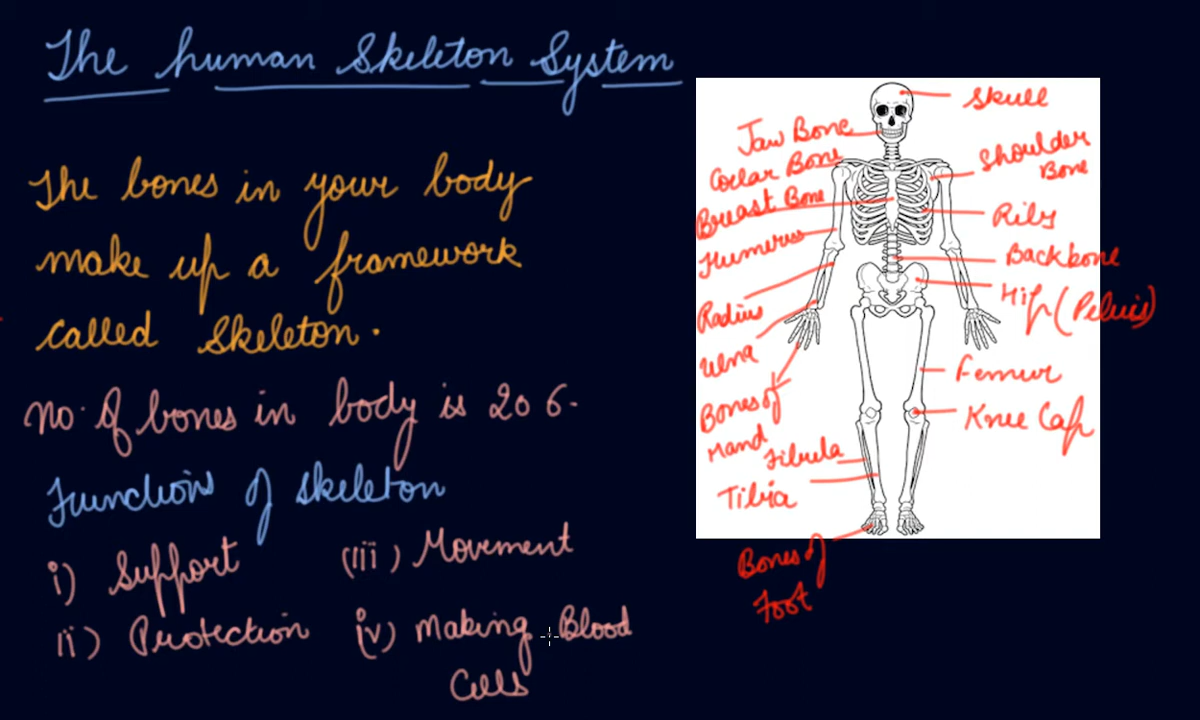 The human Skeleton System
The bones in your body
make up a framework
called Skeleton.
No. of bones in body is 206.
Functions of skeleton
i) Support
ii) Protection
(iii) Movement
iv) Making Blood
Cells
Skull
Jaw Bone
Collar Bone
Shoulder
Bone
Breast Bone
Ribs
Humerus
Backbone
Hip (Pelvis)
Radius
Ulna
Femur
Bones of
Hand
Knee Cap
Fibula
Tibia
Bones of
Foot